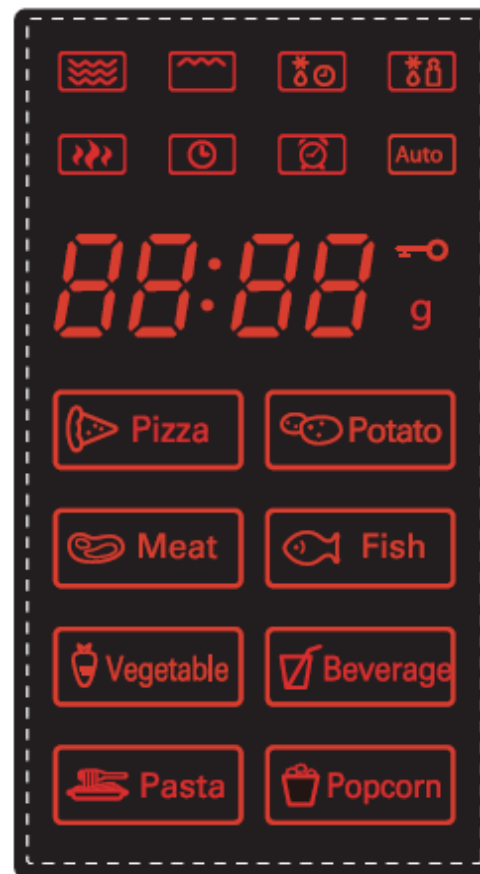 Auto
88:88
g
Pizza Potato
Meat Fish
Vegetable Beverage
Pasta Popcorn